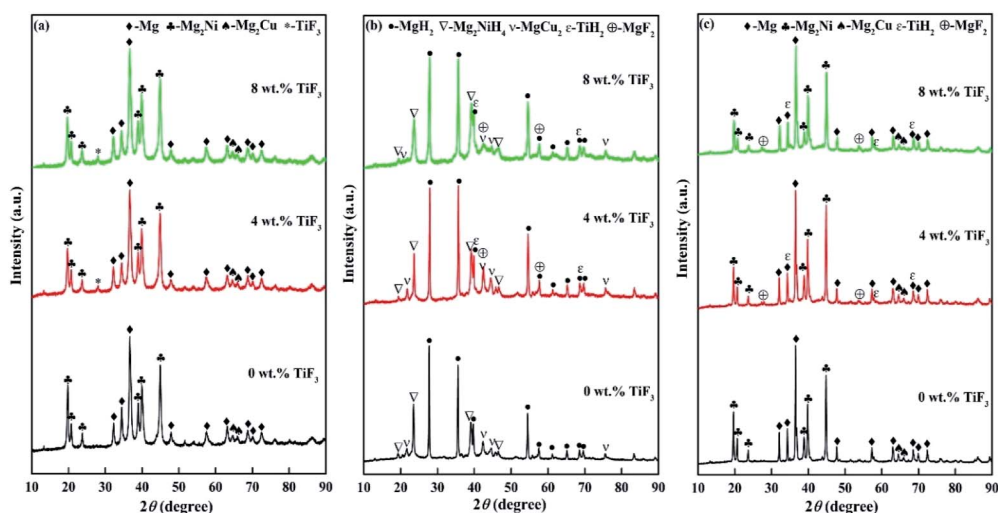 (a) ♦-Mg ♣-Mg₂Ni ♠-Mg₂Cu *-TiF₃
8 wt.% TiF₃
4 wt.% TiF₃
0 wt.% TiF₃
Intensity (a.u.)
10 20 30 40 50 60 70 80 90
2θ (degree)
(b) •-MgH₂ ▽-Mg₂NiH₄ ν-MgCu₂ ε-TiH₂ ⊕-MgF₂
8 wt.% TiF₃
4 wt.% TiF₃
0 wt.% TiF₃
Intensity (a.u.)
10 20 30 40 50 60 70 80 90
2θ (degree)
(c) ♦-Mg ♣-Mg₂Ni ♠-Mg₂Cu ε-TiH₂ ⊕-MgF₂
8 wt.% TiF₃
4 wt.% TiF₃
0 wt.% TiF₃
Intensity (a.u.)
10 20 30 40 50 60 70 80 90
2θ (degree)